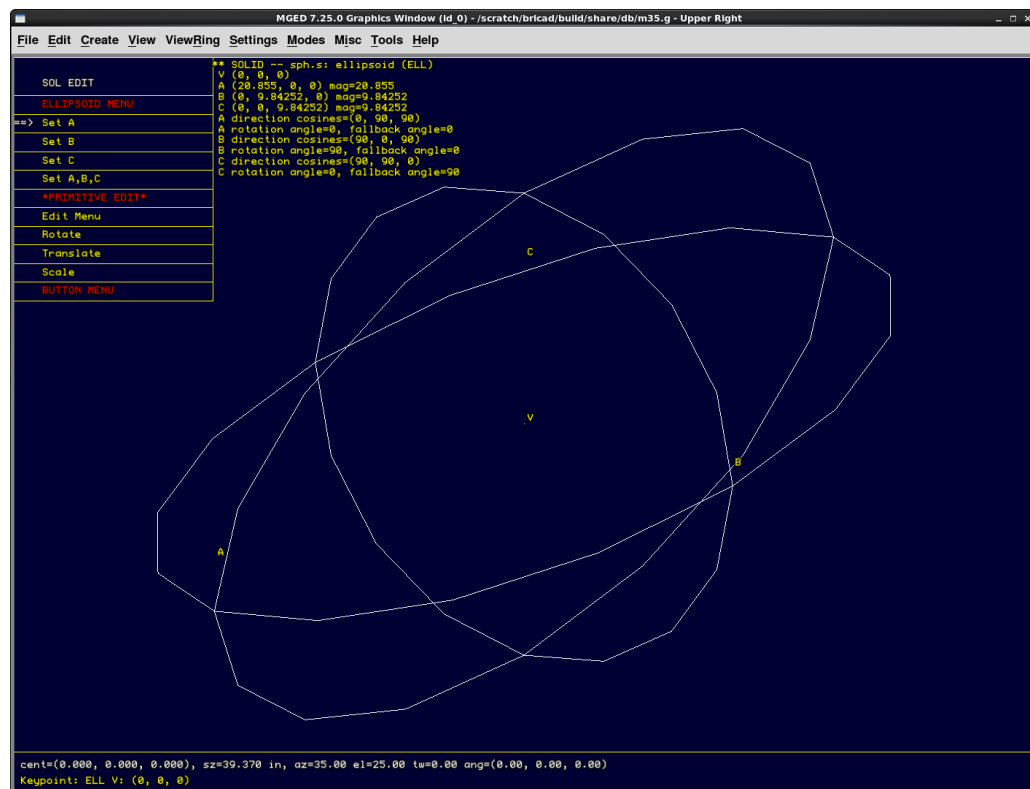 MGED 7.25.0 Graphics Window (id_0) - /scratch/brlcad/build/share/db/m35.g - Upper Right
File Edit Create View ViewRing Settings Modes Misc Tools Help
SOL EDIT
ELLIPSOID MENU
==> Set A
Set B
Set C
Set A,B,C
*PRIMITIVE EDIT*
Edit Menu
Rotate
Translate
Scale
BUTTON MENU
** SOLID -- sph.s: ellipsoid (ELL)
V (0, 0, 0)
A (20.855, 0, 0) mag=20.855
B (0, 9.84252, 0) mag=9.84252
C (0, 0, 9.84252) mag=9.84252
A direction cosines=(0, 90, 90)
A rotation angle=0, fallback angle=0
B direction cosines=(90, 0, 90)
B rotation angle=90, fallback angle=0
C direction cosines=(90, 90, 0)
C rotation angle=0, fallback angle=90
C
V
B
A
cent=(0.000, 0.000, 0.000), sz=39.370 in, az=35.00 el=25.00 tw=0.00 ang=(0.00, 0.00, 0.00)
Keypoint: ELL V: (0, 0, 0)